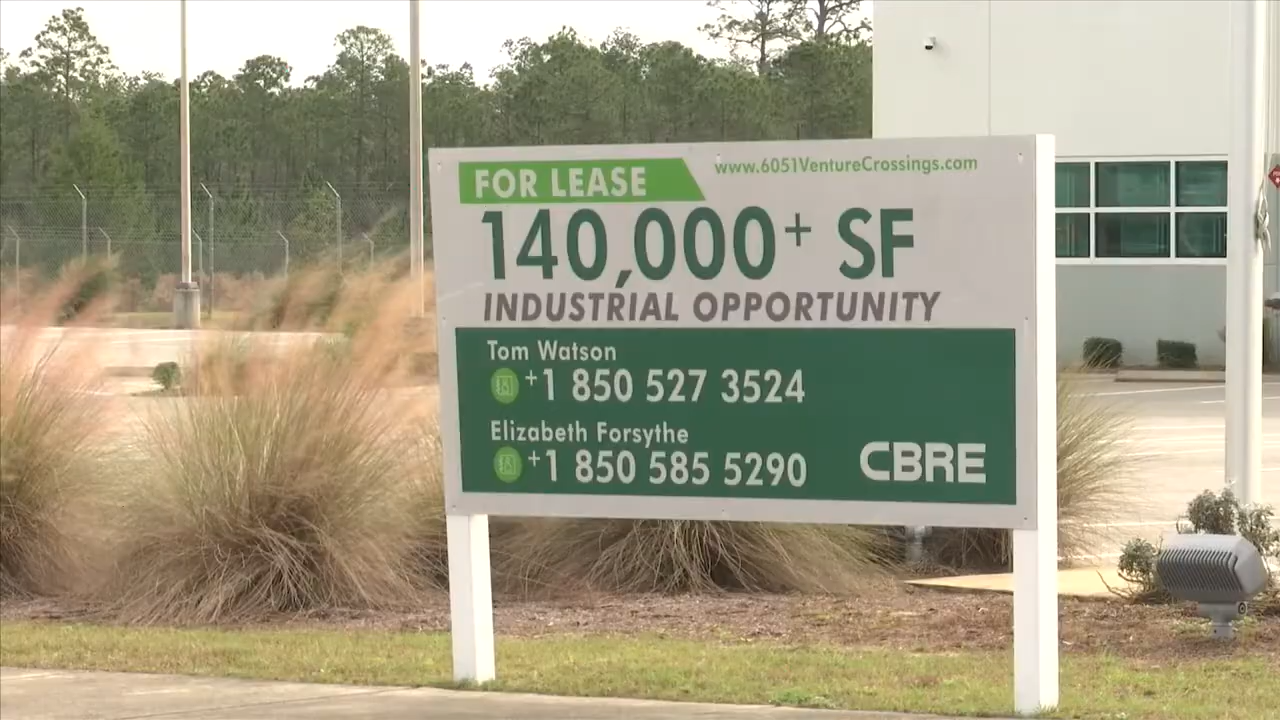 FOR LEASE
www.6051VentureCrossings.com
140,000+ SF
INDUSTRIAL OPPORTUNITY
Tom Watson
+1 850 527 3524
Elizabeth Forsythe
+1 850 585 5290
CBRE